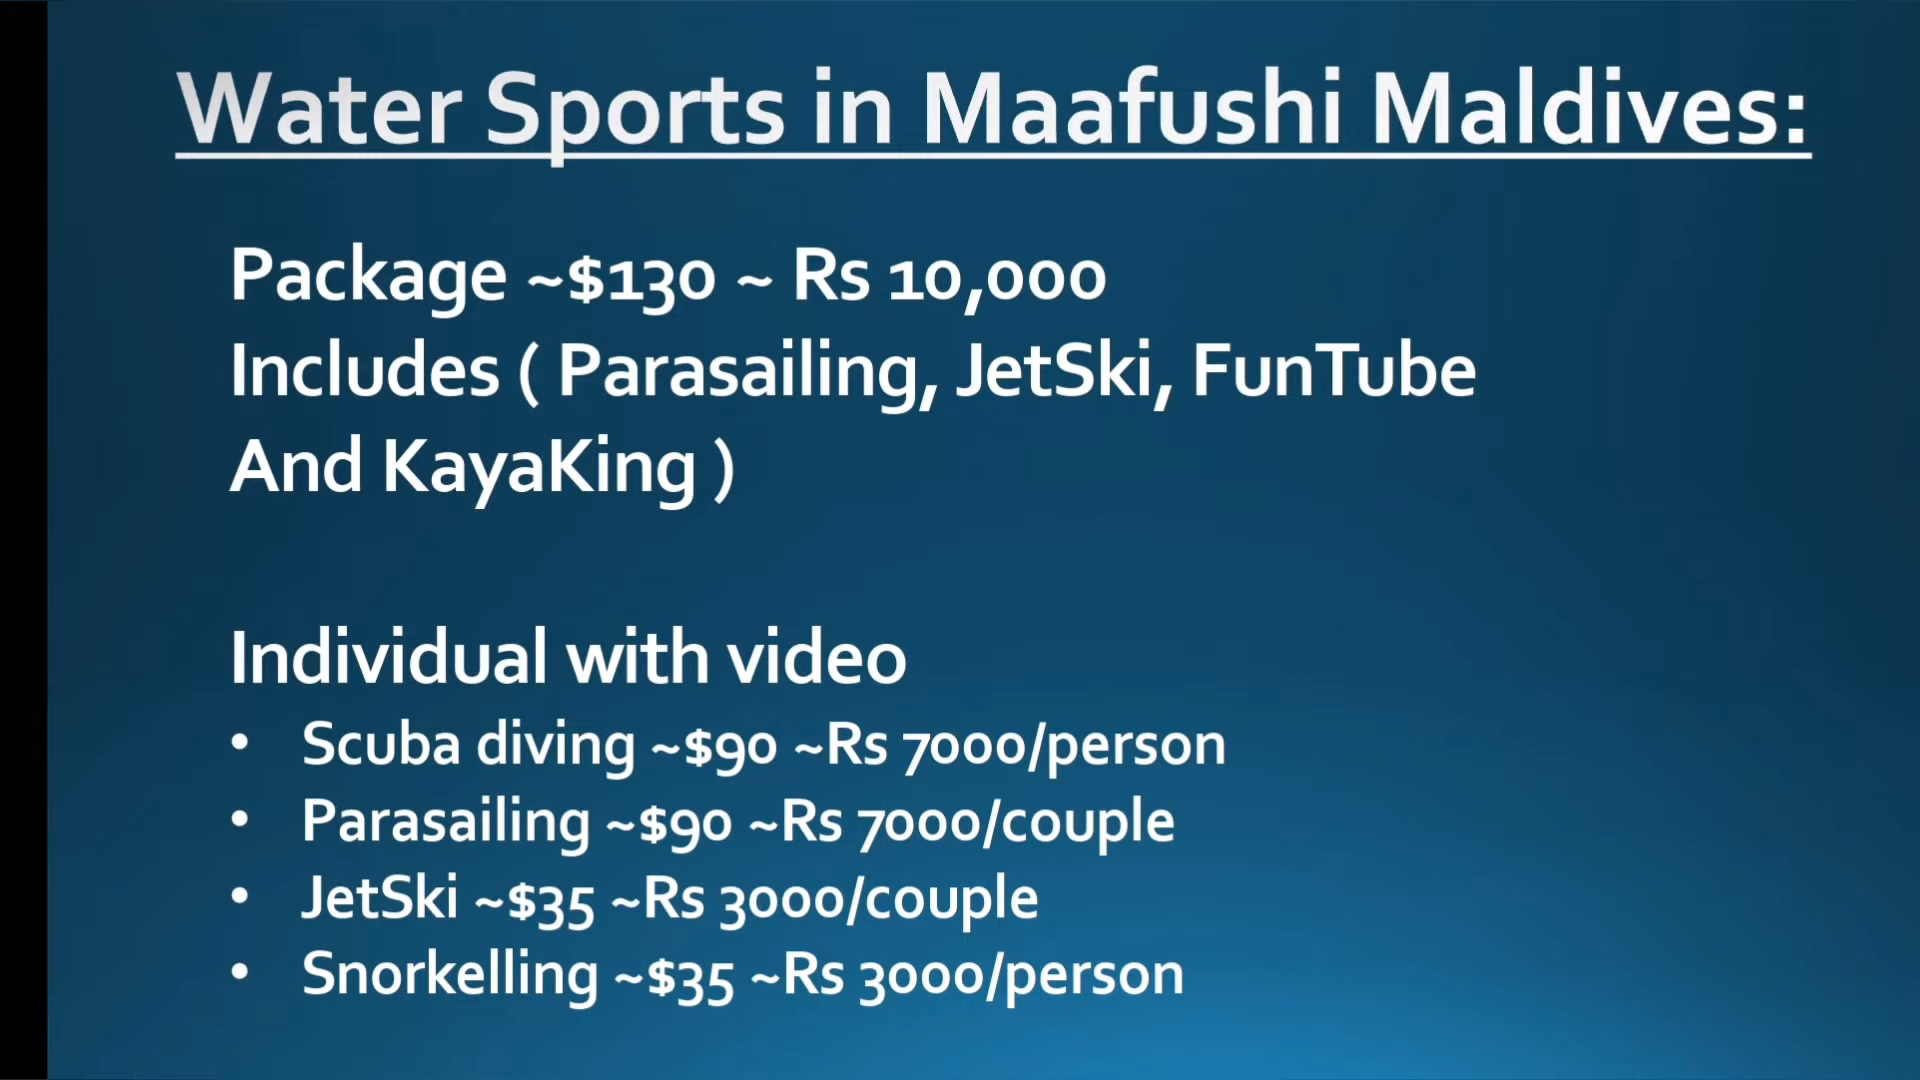 Water Sports in Maafushi Maldives:
Package ~$130 ~ Rs 10,000
Includes ( Parasailing, JetSki, FunTube
And KayaKing )
Individual with video
• Scuba diving ~$90 ~Rs 7000/person
• Parasailing ~$90 ~Rs 7000/couple
• JetSki ~$35 ~Rs 3000/couple
• Snorkelling ~$35 ~Rs 3000/person